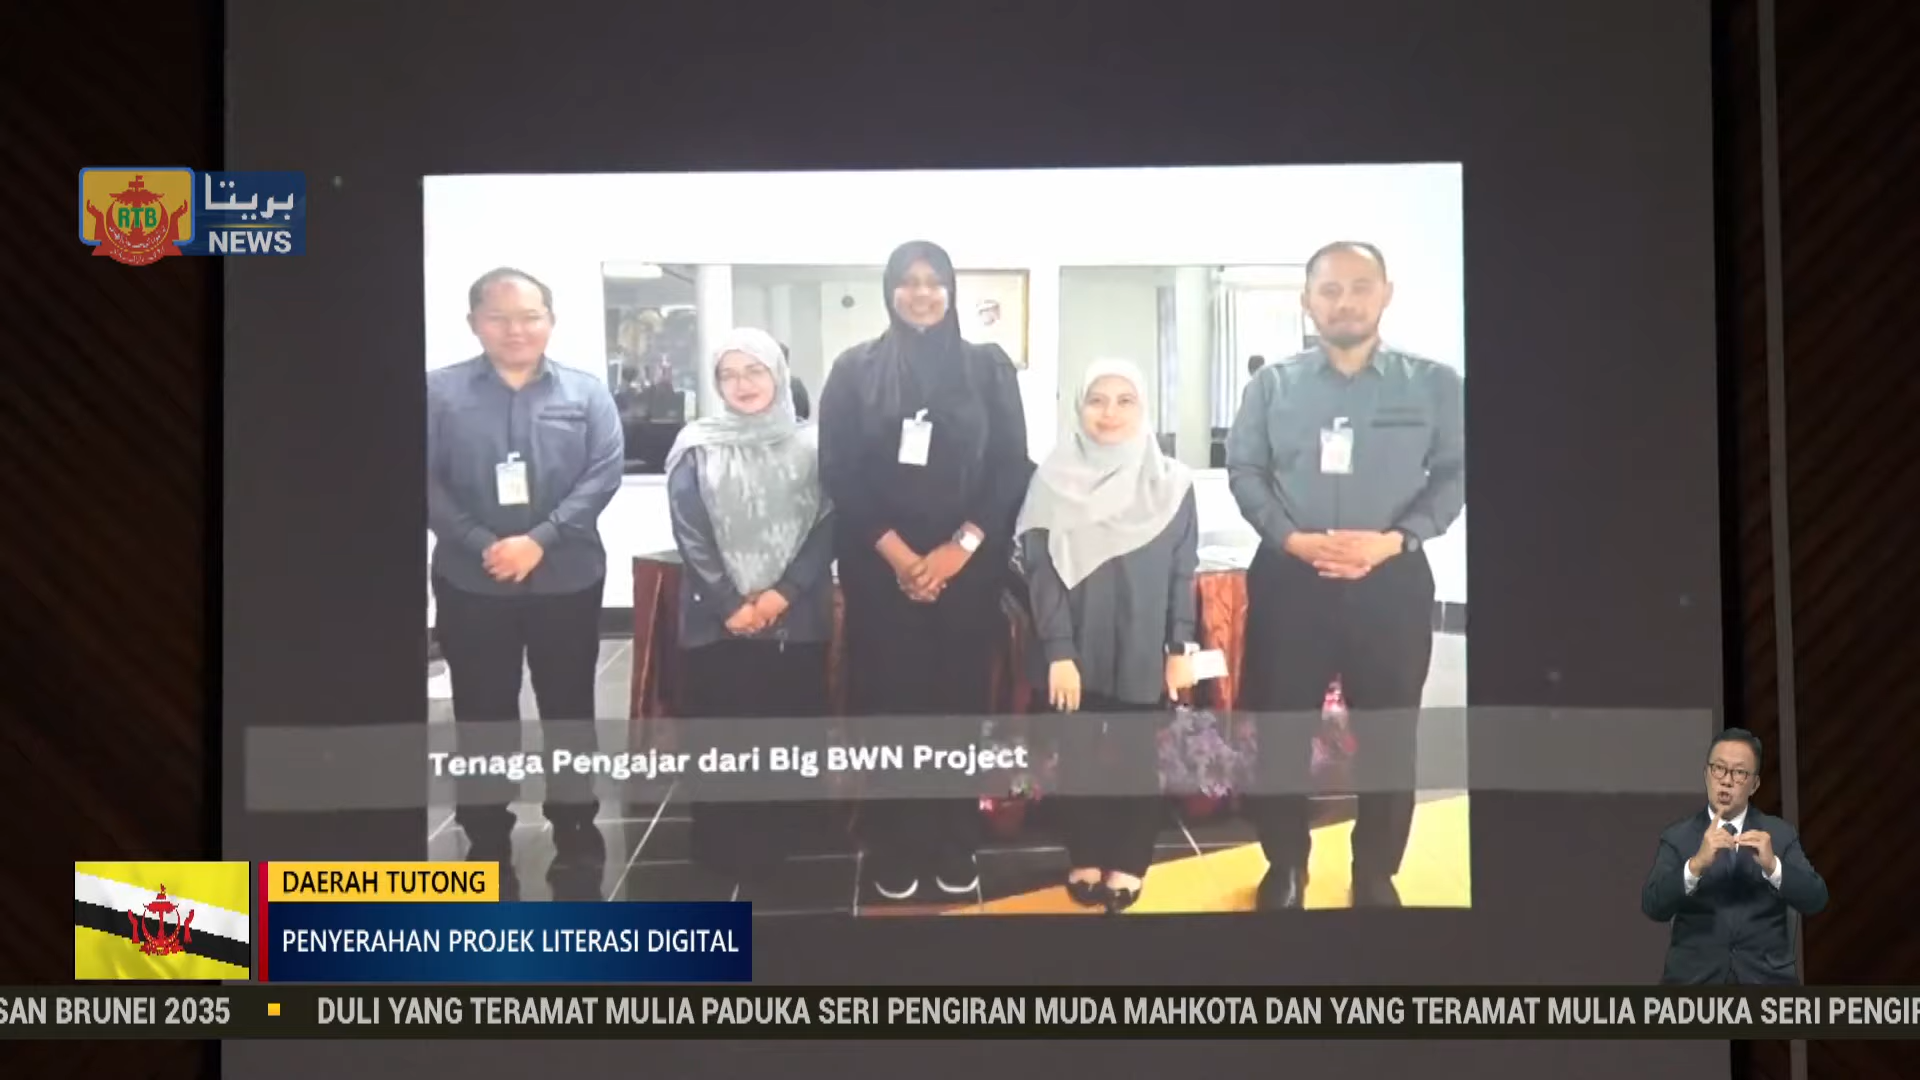 بريتا
RTB
NEWS
Tenaga Pengajar dari Big BWN Project
DAERAH TUTONG
PENYERAHAN PROJEK LITERASI DIGITAL
SAN BRUNEI 2035 ▪ DULI YANG TERAMAT MULIA PADUKA SERI PENGIRAN MUDA MAHKOTA DAN YANG TERAMAT MULIA PADUKA SERI PENGIR